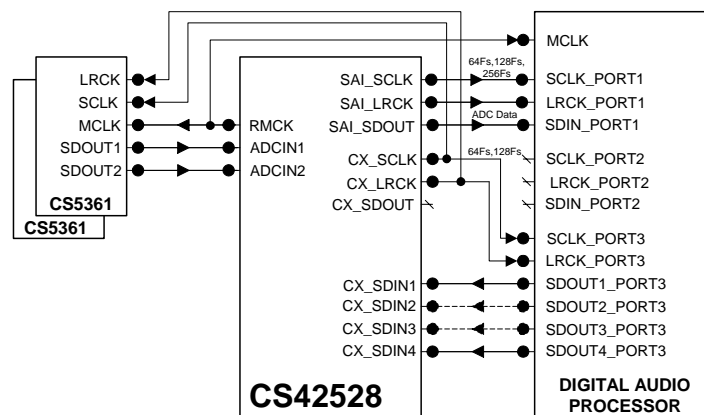 LRCK
SCLK
MCLK
SDOUT1
SDOUT2
CS5361
CS5361
RMCK
ADCIN1
ADCIN2
SAI_SCLK
SAI_LRCK
SAI_SDOUT
CX_SCLK
CX_LRCK
CX_SDOUT
CX_SDIN1
CX_SDIN2
CX_SDIN3
CX_SDIN4
CS42528
64Fs,128Fs,
256Fs
ADC Data
64Fs,128Fs
MCLK
SCLK_PORT1
LRCK_PORT1
SDIN_PORT1
SCLK_PORT2
LRCK_PORT2
SDIN_PORT2
SCLK_PORT3
LRCK_PORT3
SDOUT1_PORT3
SDOUT2_PORT3
SDOUT3_PORT3
SDOUT4_PORT3
DIGITAL AUDIO
PROCESSOR